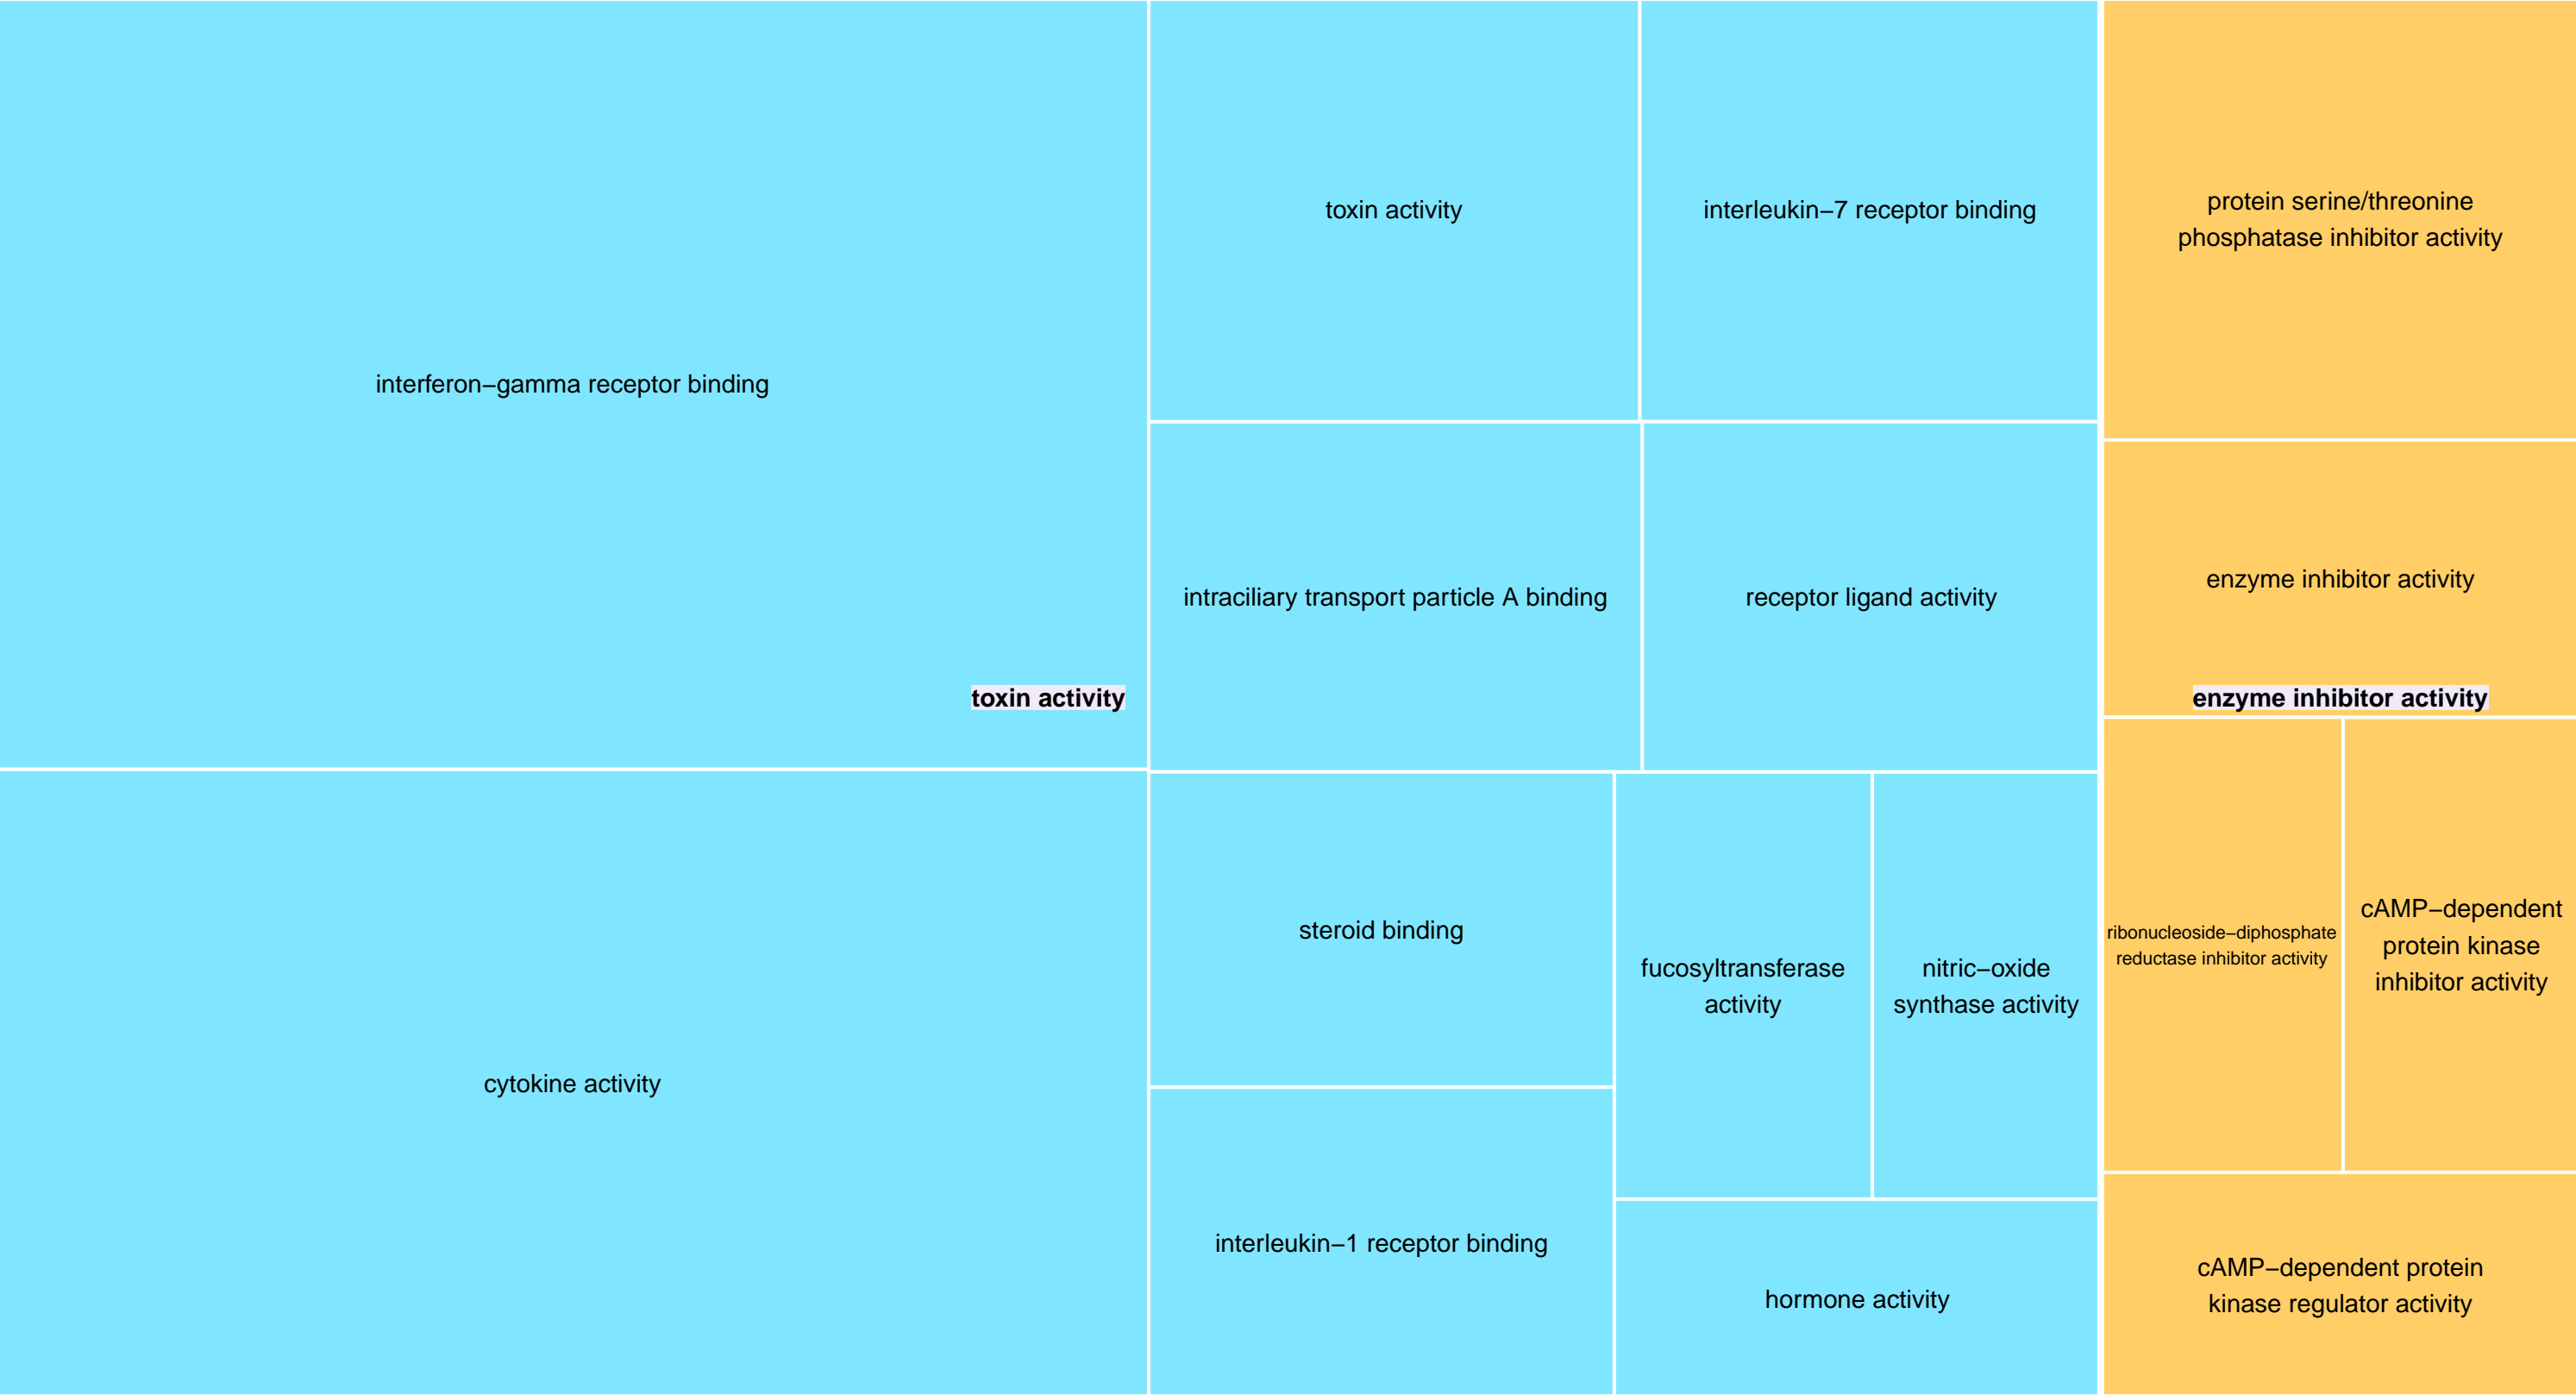 interferon−gamma receptor binding
toxin activity
cytokine activity
toxin activity
interleukin−7 receptor binding
intraciliary transport particle A binding
receptor ligand activity
steroid binding
interleukin−1 receptor binding
fucosyltransferase
activity
nitric−oxide
synthase activity
hormone activity
protein serine/threonine
phosphatase inhibitor activity
enzyme inhibitor activity
enzyme inhibitor activity
ribonucleoside−diphosphate
reductase inhibitor activity
cAMP−dependent
protein kinase
inhibitor activity
cAMP−dependent protein
kinase regulator activity